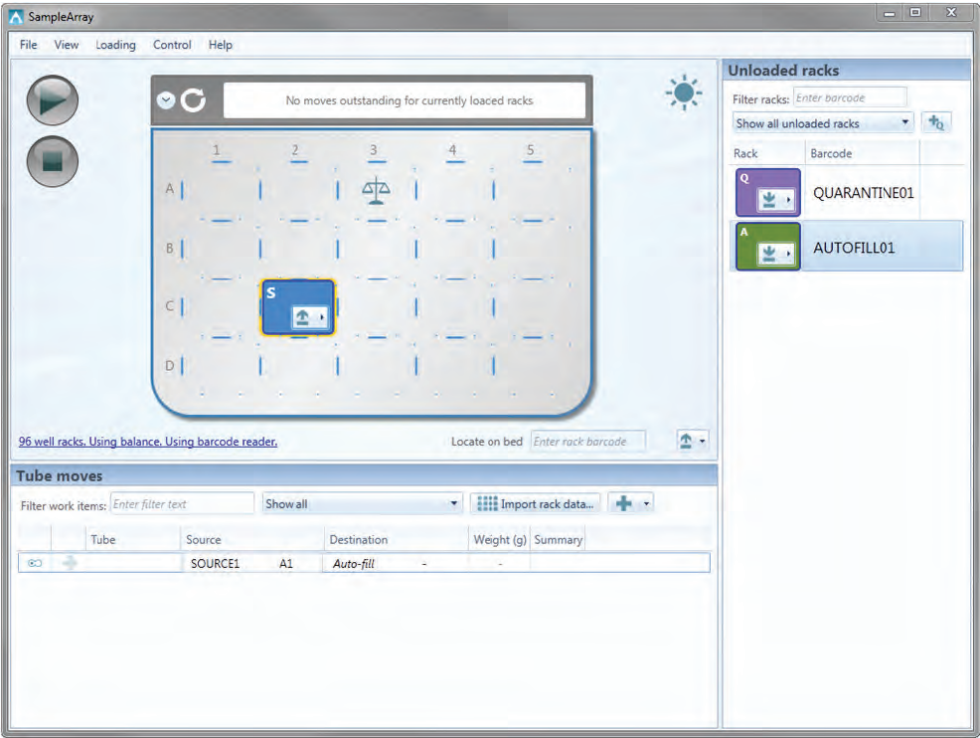 SampleArray
File View Loading Control Help
No moves outstanding for currently loaced racks
1 2 3 4 5
A
B
S
C
D
96 well racks. Using balance. Using barcode reader.
Locate on bed Enter rack barcode
Unloaded racks
Filter racks: Enter barcode
Show all unloaded racks
Rack Barcode
Q QUARANTINE01
A AUTOFILL01
Tube moves
Filter work items: Enter filter text Show all Import rack data...
Tube Source Destination Weight (g) Summary
SOURCE1 A1 Auto-fill - -